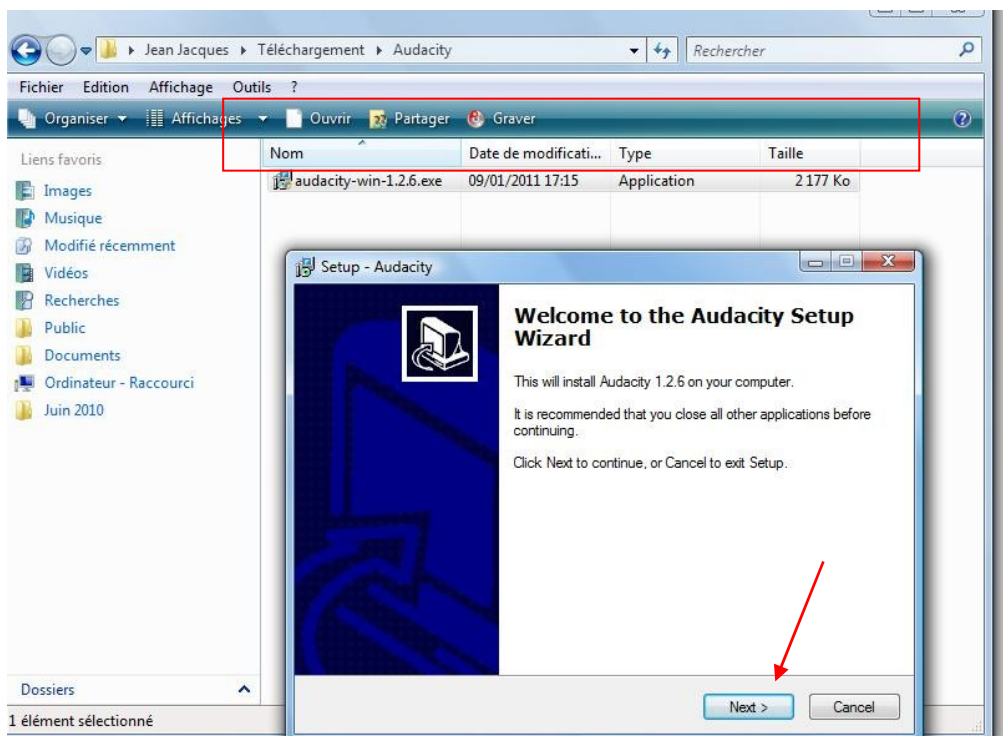 Jean Jacques Téléchargement Audacity
Rechercher
Fichier Edition Affichage Outils ?
Organiser Affichages Ouvrir Partager Graver ?
Liens favoris
Nom Date de modificati... Type Taille
audacity-win-1.2.6.exe 09/01/2011 17:15 Application 2 177 Ko
Images
Musique
Modifié récemment
Vidéos
Recherches
Public
Documents
Ordinateur - Raccourci
Juin 2010
Setup - Audacity
Welcome to the Audacity Setup
Wizard
This will install Audacity 1.2.6 on your computer.
It is recommended that you close all other applications before
continuing.
Click Next to continue, or Cancel to exit Setup.
Next > Cancel
Dossiers
1 élément sélectionné